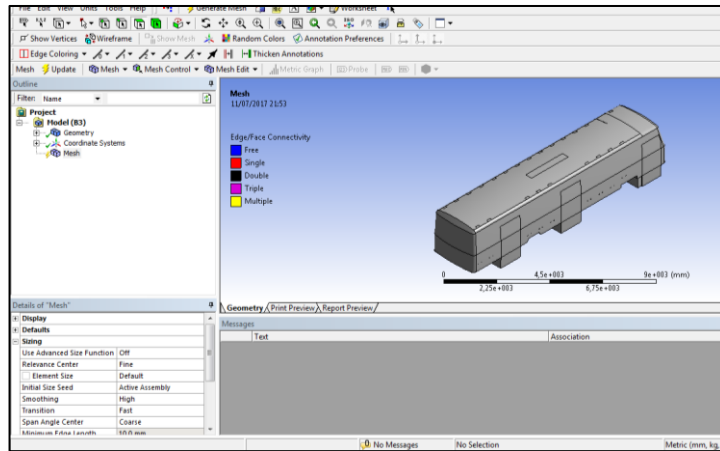 File Edit View Units Tools Help Generate Mesh Worksheet
Show Vertices Wireframe Show Mesh Random Colors Annotation Preferences
Edge Coloring Thicken Annotations
Mesh Update Mesh Mesh Control Mesh Edit Metric Graph Probe
Outline
Filter: Name
Project
Model (B3)
Geometry
Coordinate Systems
Mesh
Mesh
11/07/2017 21:53
Edge/Face Connectivity
Free
Single
Double
Triple
Multiple
0 4,5e+003 9e+003 (mm)
2,25e+003 6,75e+003
Geometry Print Preview Report Preview
Details of "Mesh"
Display
Defaults
Sizing
Use Advanced Size Function Off
Relevance Center Fine
Element Size Default
Initial Size Seed Active Assembly
Smoothing High
Transition Fast
Span Angle Center Coarse
Minimum Edge Length 10,0 mm
Messages
Text Association
No Messages No Selection Metric (mm, kg,